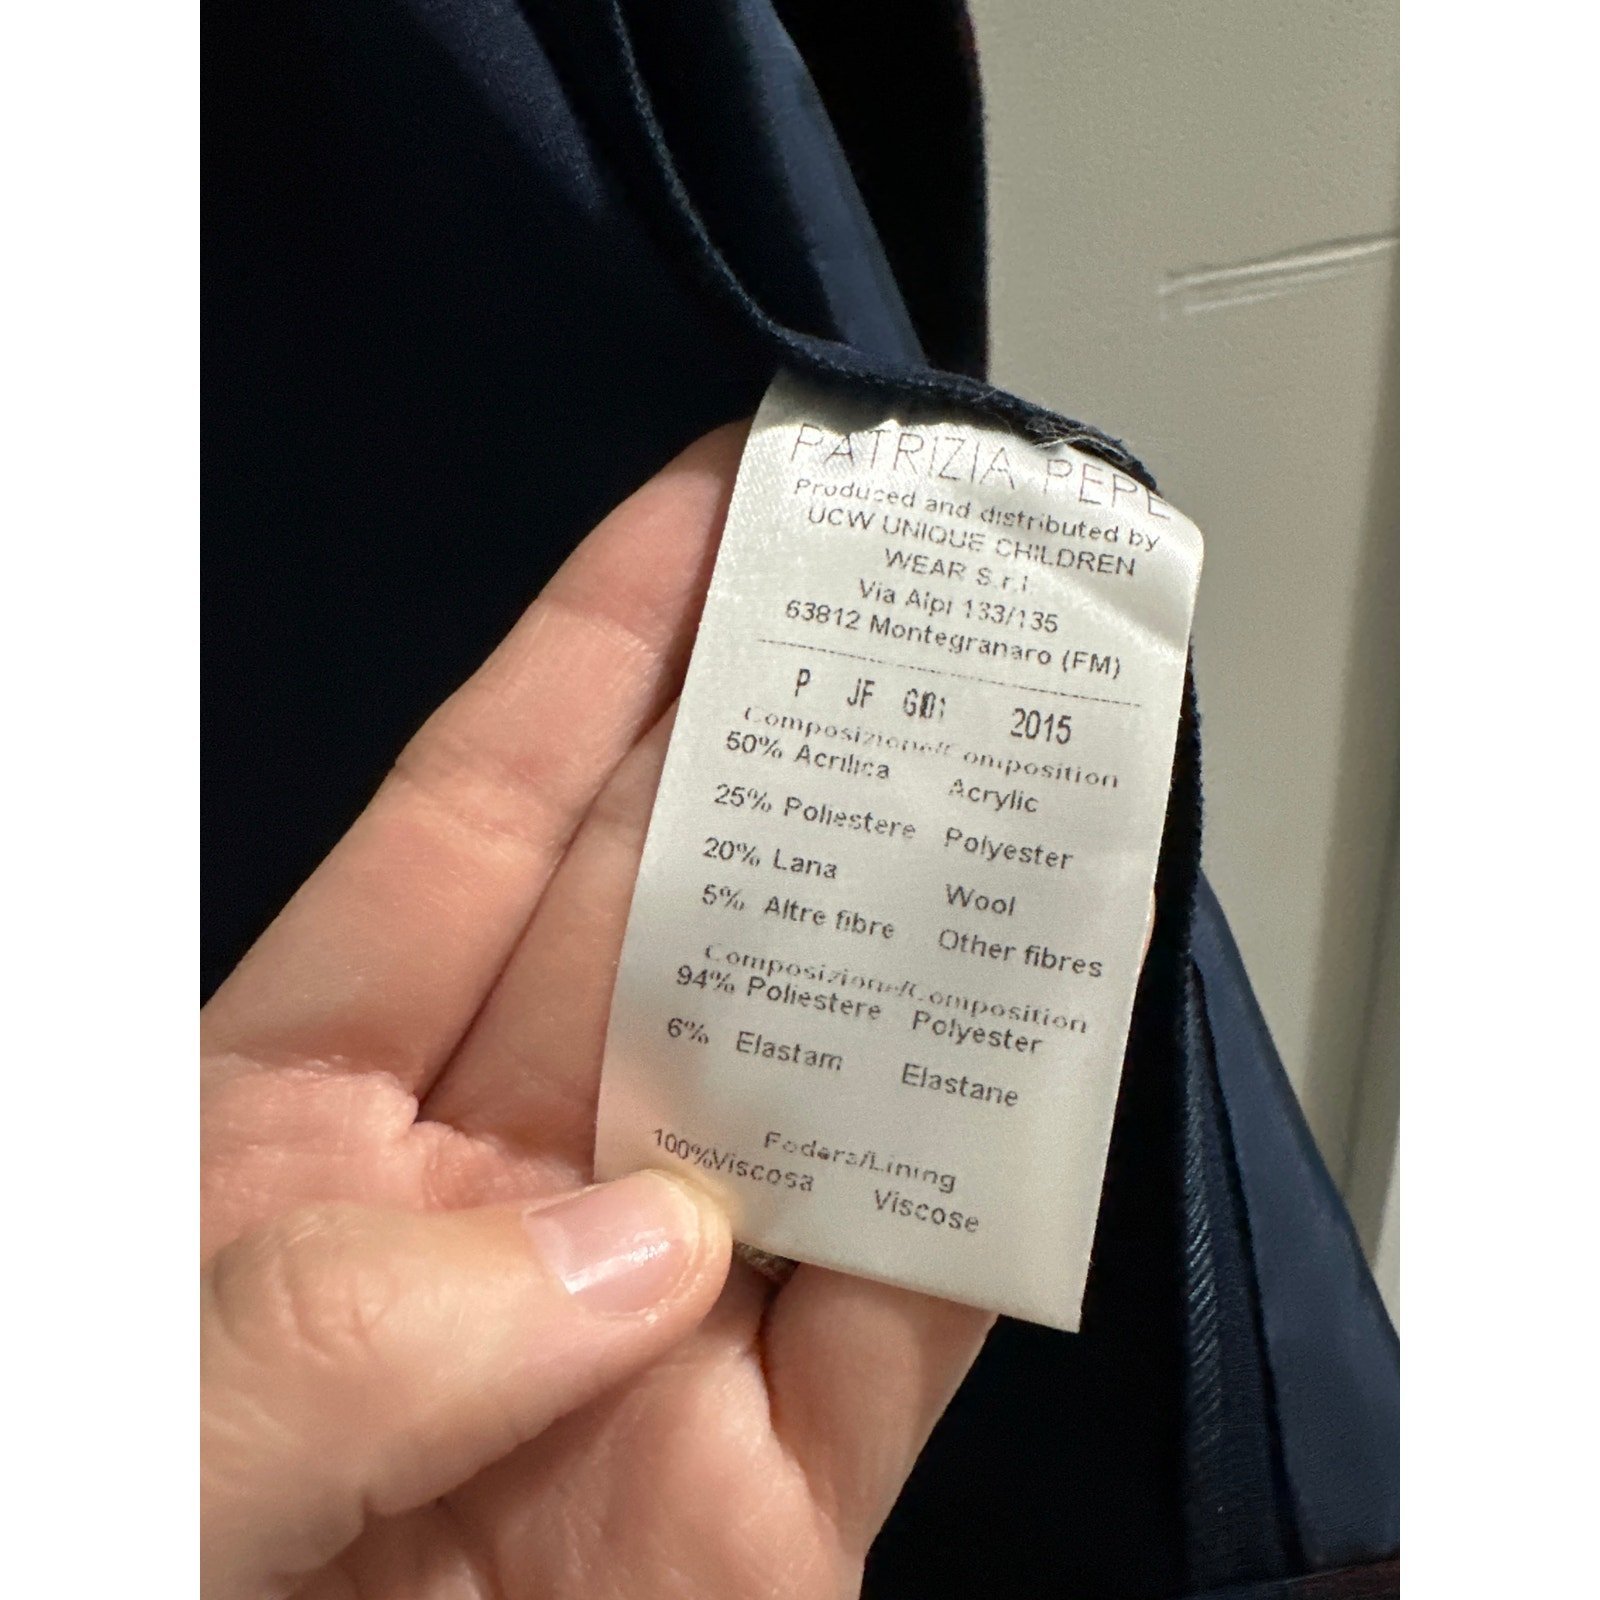 PATRIZIA PEPE
Produced and distributed by
UCW UNIQUE CHILDREN
WEAR S.r.l.
Via Alpi 133/135
63812 Montegranaro (FM)
P JF 2015
Composizione/Composition
50% Acrilica Acrylic
25% Poliestere Polyester
20% Lana Wool
5% Altre fibre Other fibres
Composizione/Composition
94% Poliestere Polyester
6% Elastam Elastane
Fodera/Lining
100%Viscosa Viscose